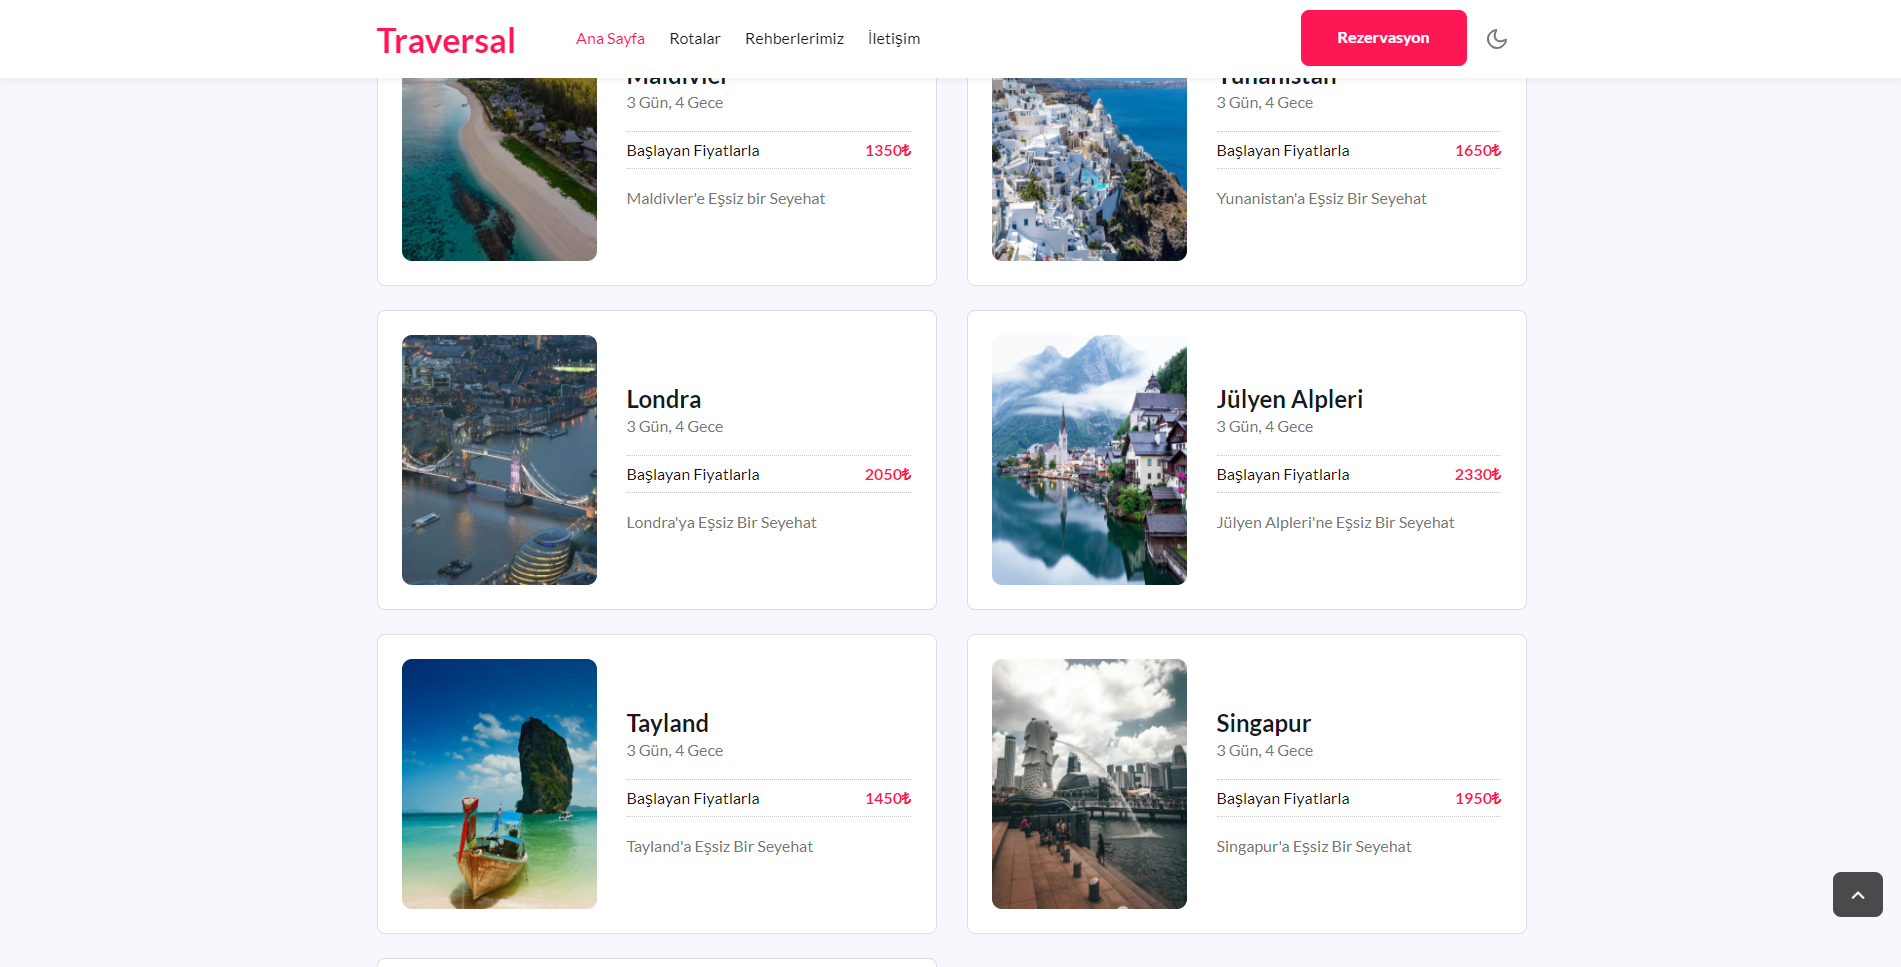 Traversal
Ana Sayfa Rotalar Rehberlerimiz İletişim
Rezervasyon
Maldivler
3 Gün, 4 Gece
Başlayan Fiyatlarla 1350₺
Maldivler'e Eşsiz bir Seyehat
Yunanistan
3 Gün, 4 Gece
Başlayan Fiyatlarla 1650₺
Yunanistan'a Eşsiz Bir Seyehat
Londra
3 Gün, 4 Gece
Başlayan Fiyatlarla 2050₺
Londra'ya Eşsiz Bir Seyehat
Jülyen Alpleri
3 Gün, 4 Gece
Başlayan Fiyatlarla 2330₺
Jülyen Alpleri'ne Eşsiz Bir Seyehat
Tayland
3 Gün, 4 Gece
Başlayan Fiyatlarla 1450₺
Tayland'a Eşsiz Bir Seyehat
Singapur
3 Gün, 4 Gece
Başlayan Fiyatlarla 1950₺
Singapur'a Eşsiz Bir Seyehat